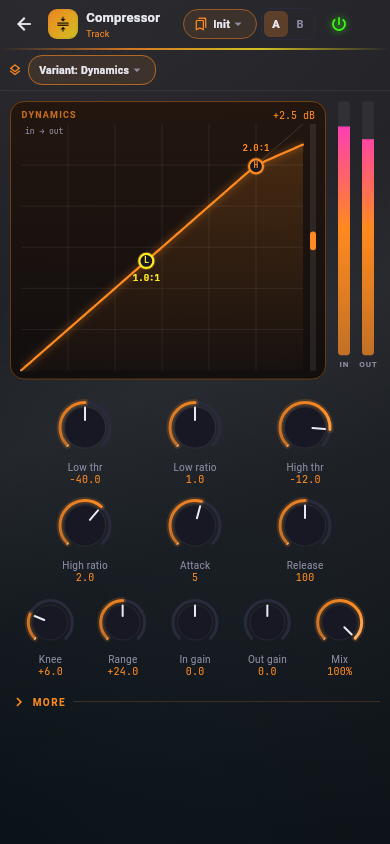 Compressor
Track
Init
A
B
Variant: Dynamics
DYNAMICS
+2.5 dB
in → out
2.0:1
H
L
1.0:1
IN
OUT
Low thr
-40.0
Low ratio
1.0
High thr
-12.0
High ratio
2.0
Attack
5
Release
100
Knee
+6.0
Range
+24.0
In gain
0.0
Out gain
0.0
Mix
100%
MORE